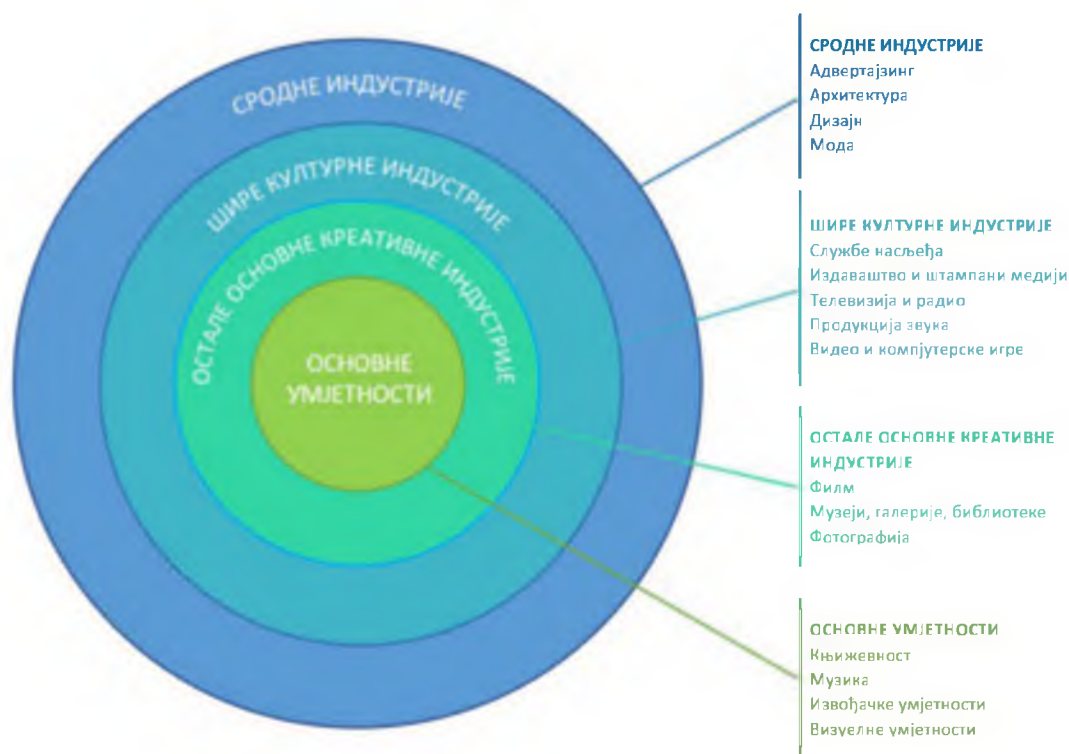 СРОДНЕ ИНДУСТРИЈЕ
ШИРЕ КУЛТУРНЕ ИНДУСТРИЈЕ
ОСТАЛЕ ОСНОВНЕ КРЕАТИВНЕ ИНДУСТРИЈЕ
ОСНОВНЕ
УМЈЕТНОСТИ
СРОДНЕ ИНДУСТРИЈЕ
Адвертајзинг
Архитектура
Дизајн
Мода
ШИРЕ КУЛТУРНЕ ИНДУСТРИЈЕ
Службе насљеђа
Издаваштво и штампани медији
Телевизија и радио
Продукција звука
Видео и компјутерске игре
ОСТАЛЕ ОСНОВНЕ КРЕАТИВНЕ
ИНДУСТРИЈЕ
Филм
Музеји, галерије, библиотеке
Фотографија
ОСНОВНЕ УМЈЕТНОСТИ
Књижевност
Музика
Извођачке умјетности
Визуелне умјетности